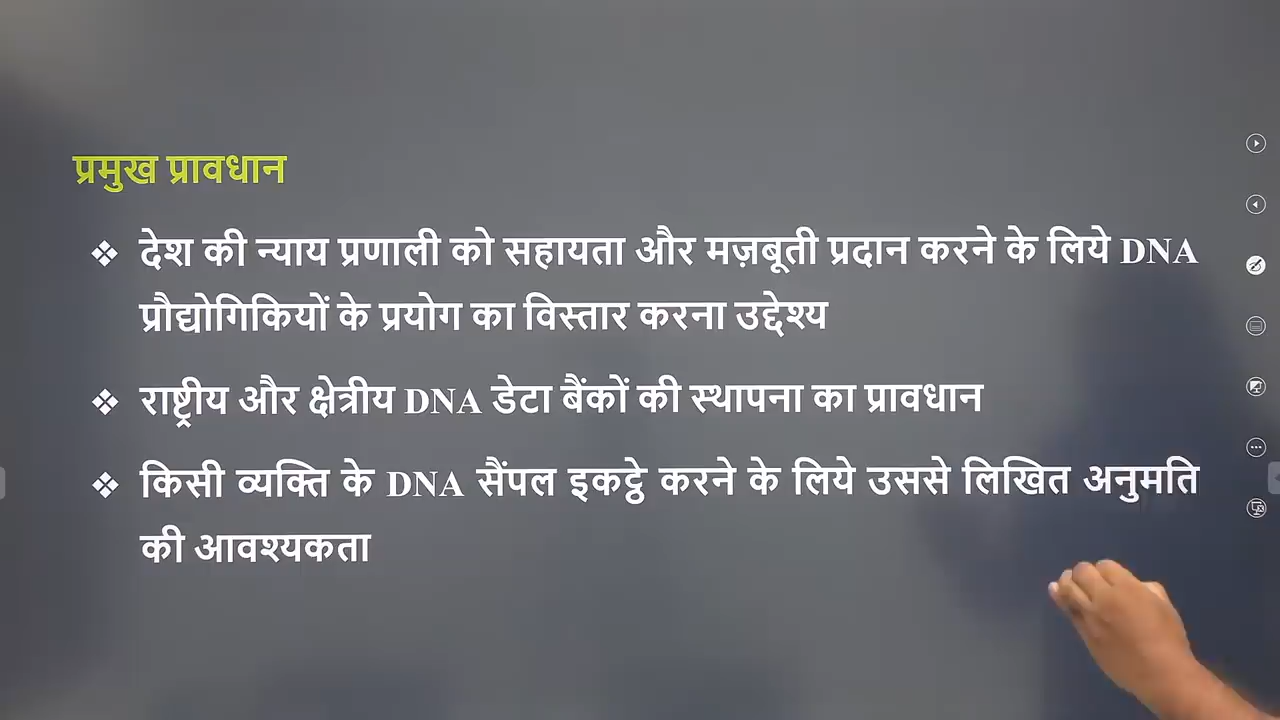 प्रमुख प्रावधान
❖ देश की न्याय प्रणाली को सहायता और मज़बूती प्रदान करने के लिये DNA
प्रौद्योगिकियों के प्रयोग का विस्तार करना उद्देश्य
❖ राष्ट्रीय और क्षेत्रीय DNA डेटा बैंकों की स्थापना का प्रावधान
❖ किसी व्यक्ति के DNA सैंपल इकट्ठे करने के लिये उससे लिखित अनुमति
की आवश्यकता